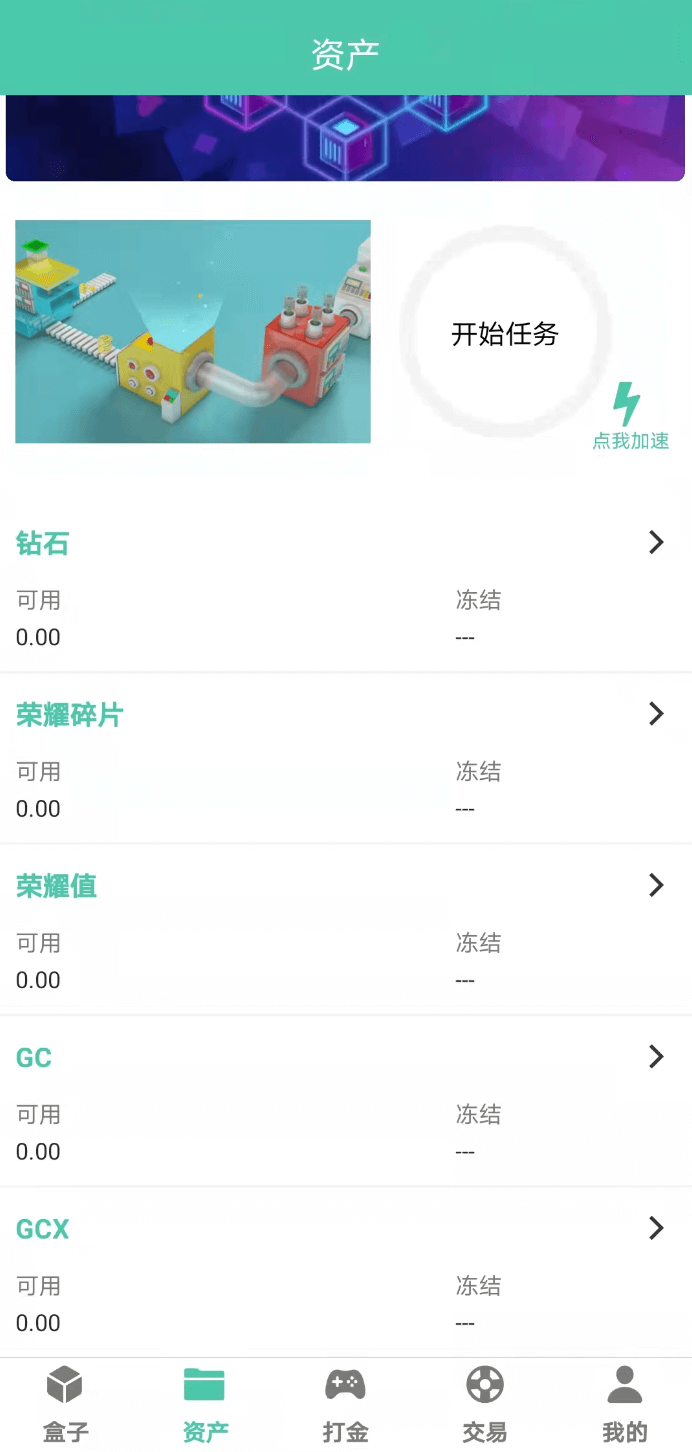 资产
开始任务
点我加速
钻石
可用 冻结
0.00 ---
荣耀碎片
可用 冻结
0.00 ---
荣耀值
可用 冻结
0.00 ---
GC
可用 冻结
0.00 ---
GCX
可用 冻结
0.00 ---
盒子 资产 打金 交易 我的